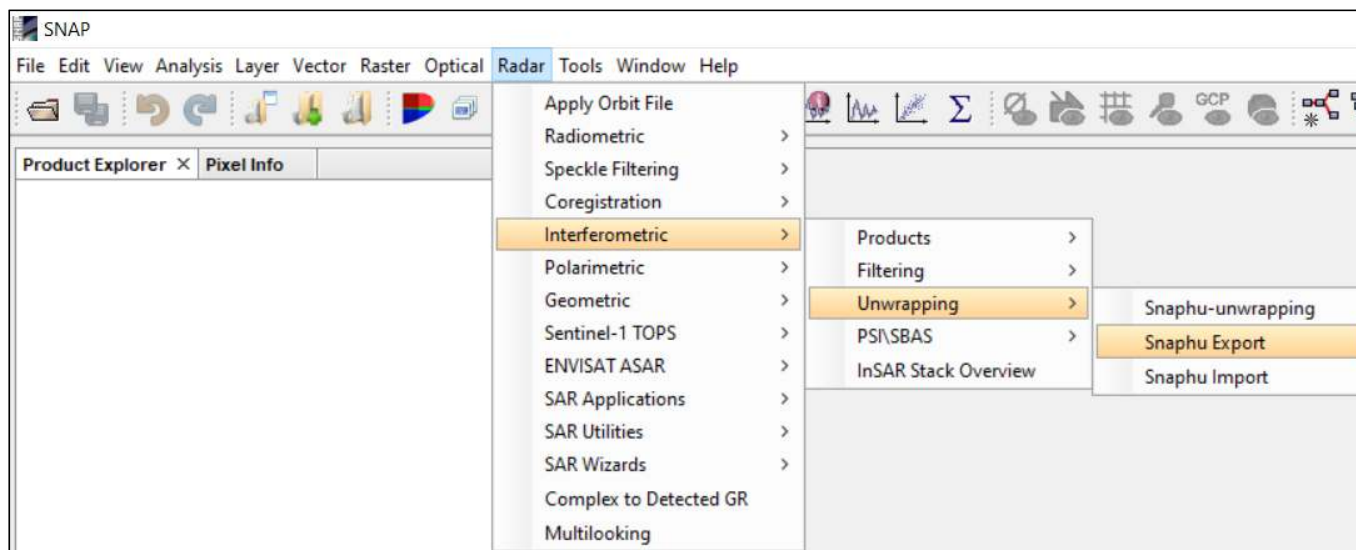 SNAP
File Edit View Analysis Layer Vector Raster Optical Radar Tools Window Help
GCP
Product Explorer Pixel Info
Apply Orbit File
Radiometric
Speckle Filtering
Coregistration
Interferometric
Polarimetric
Geometric
Sentinel-1 TOPS
ENVISAT ASAR
SAR Applications
SAR Utilities
SAR Wizards
Complex to Detected GR
Multilooking
Products
Filtering
Unwrapping
PSI\SBAS
InSAR Stack Overview
Snaphu-unwrapping
Snaphu Export
Snaphu Import